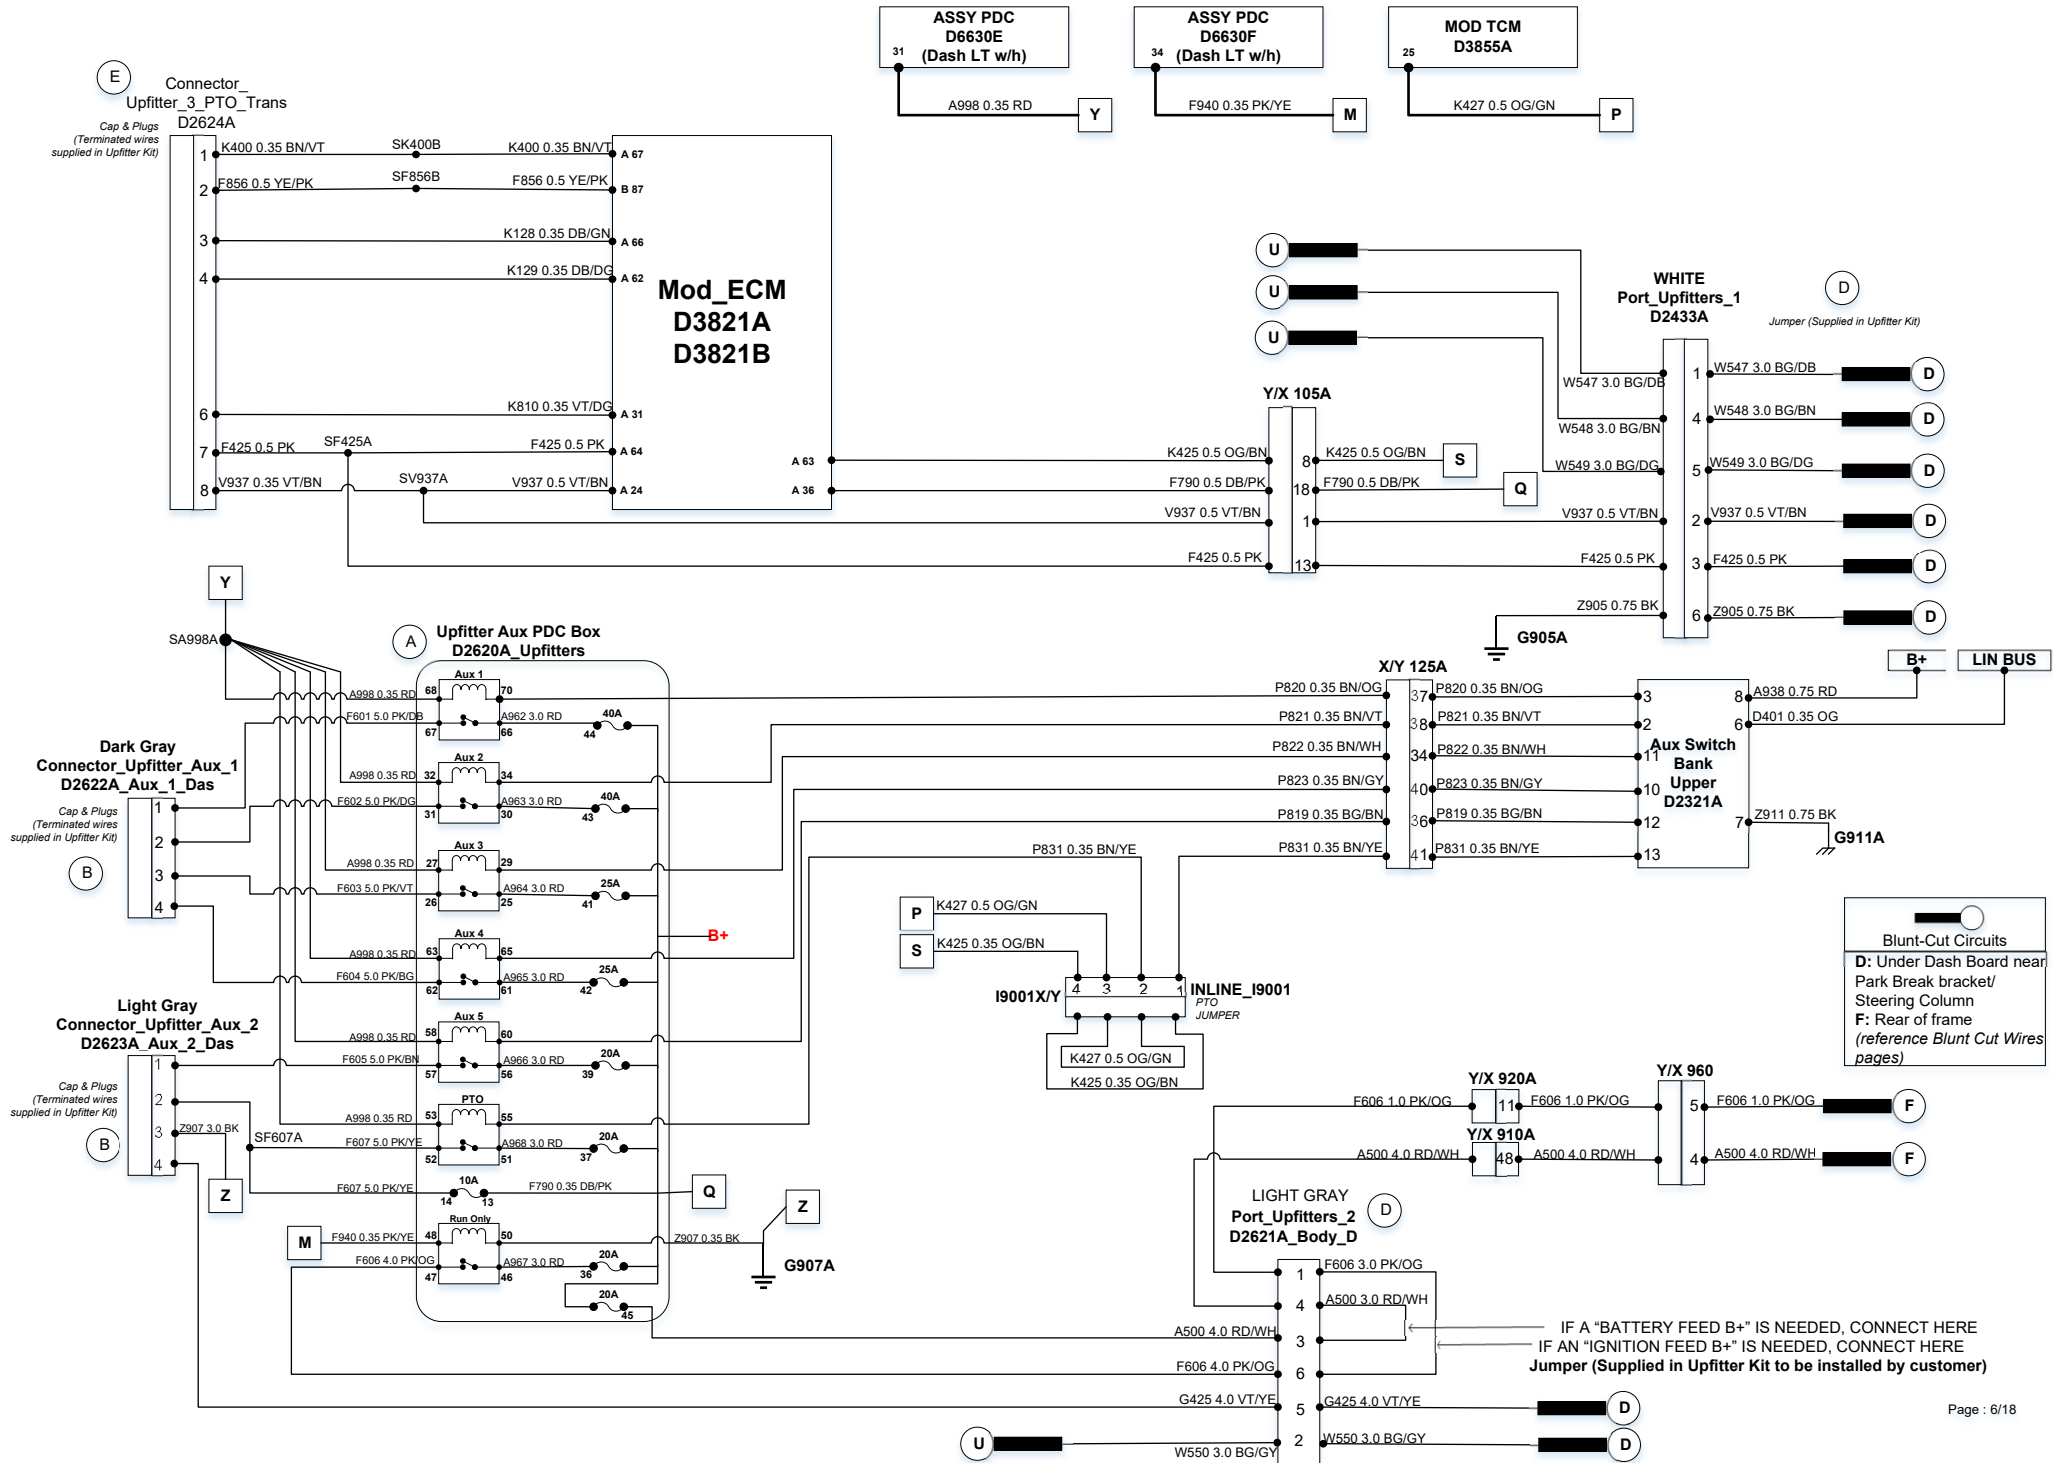 ASSY PDC
D6630E
(Dash LT w/h)
31
A998 0.35 RD
Y
ASSY PDC
D6630F
(Dash LT w/h)
34
F940 0.35 PK/YE
M
MOD TCM
D3855A
25
K427 0.5 OG/GN
P
E
Connector_
Upfitter_3_PTO_Trans
D2624A
Cap & Plugs
(Terminated wires
supplied in Upfitter Kit)
1 K400 0.35 BN/VT SK400B K400 0.35 BN/VT A 67
2 F856 0.5 YE/PK SF856B F856 0.5 YE/PK B 87
3 K128 0.35 DB/GN A 66
4 K129 0.35 DB/DG A 62
6 K810 0.35 VT/DG A 31
7 F425 0.5 PK SF425A F425 0.5 PK A 64
8 V937 0.35 VT/BN SV937A V937 0.5 VT/BN A 24
Mod_ECM
D3821A
D3821B
A 63
A 36
Y/X 105A
K425 0.5 OG/BN 8 K425 0.5 OG/BN S
F790 0.5 DB/PK 18 F790 0.5 DB/PK Q
V937 0.5 VT/BN 1 V937 0.5 VT/BN
F425 0.5 PK 13 F425 0.5 PK
U
U
U
WHITE
Port_Upfitters_1
D2433A
D
Jumper (Supplied in Upfitter Kit)
W547 3.0 BG/DB 1 W547 3.0 BG/DB D
W548 3.0 BG/BN 4 W548 3.0 BG/BN D
W549 3.0 BG/DG 5 W549 3.0 BG/DG D
2 V937 0.5 VT/BN D
3 F425 0.5 PK D
Z905 0.75 BK 6 Z905 0.75 BK D
G905A
Y
SA998A
A
Upfitter Aux PDC Box
D2620A_Upfitters
Aux 1
A998 0.35 RD 68 70
F601 5.0 PK/DB 67 66 A962 3.0 RD 40A 44
Aux 2
A998 0.35 RD 32 34
F602 5.0 PK/DG 31 30 A963 3.0 RD 40A 43
Aux 3
A998 0.35 RD 27 29
F603 5.0 PK/VT 26 25 A964 3.0 RD 25A 41
B+
Aux 4
A998 0.35 RD 63 65
F604 5.0 PK/BG 62 61 A965 3.0 RD 25A 42
Aux 5
A998 0.35 RD 58 60
F605 5.0 PK/BN 57 56 A966 3.0 RD 20A 39
PTO
A998 0.35 RD 53 55
F607 5.0 PK/YE 52 51 A968 3.0 RD 20A 37
F607 5.0 PK/YE 14 10A 13 F790 0.35 DB/PK Q
Run Only
M F940 0.35 PK/YE 48 50 Z907 0.35 BK
F606 4.0 PK/OG 47 46 A967 3.0 RD 20A 36
20A 45
Z
G907A
Dark Gray
Connector_Upfitter_Aux_1
D2622A_Aux_1_Das
Cap & Plugs
(Terminated wires
supplied in Upfitter Kit)
B
1
2
3
4
Light Gray
Connector_Upfitter_Aux_2
D2623A_Aux_2_Das
Cap & Plugs
(Terminated wires
supplied in Upfitter Kit)
B
1
2
3 Z907 3.0 BK
4
SF607A
Z
X/Y 125A
P820 0.35 BN/OG 37 P820 0.35 BN/OG 3
P821 0.35 BN/VT 38 P821 0.35 BN/VT 2
P822 0.35 BN/WH 34 P822 0.35 BN/WH 11
P823 0.35 BN/GY 40 P823 0.35 BN/GY 10
P819 0.35 BG/BN 36 P819 0.35 BG/BN 12
P831 0.35 BN/YE P831 0.35 BN/YE 41 P831 0.35 BN/YE 13
Aux Switch
Bank
Upper
D2321A
B+
LIN BUS
8 A938 0.75 RD
6 D401 0.35 OG
7 Z911 0.75 BK
G911A
P K427 0.5 OG/GN
S K425 0.35 OG/BN
I9001X/Y
4 3 2 1
INLINE_I9001
PTO
JUMPER
K427 0.5 OG/GN
K425 0.35 OG/BN
Blunt-Cut Circuits
D: Under Dash Board near
Park Break bracket/
Steering Column
F: Rear of frame
(reference Blunt Cut Wires
pages)
Y/X 920A
Y/X 960
F606 1.0 PK/OG 11 F606 1.0 PK/OG 5 F606 1.0 PK/OG F
Y/X 910A
A500 4.0 RD/WH 48 A500 4.0 RD/WH 4 A500 4.0 RD/WH F
LIGHT GRAY
Port_Upfitters_2
D2621A_Body_D
D
1 F606 3.0 PK/OG
4 A500 3.0 RD/WH
A500 4.0 RD/WH 3
F606 4.0 PK/OG 6
G425 4.0 VT/YE 5 G425 4.0 VT/YE D
U W550 3.0 BG/GY 2 W550 3.0 BG/GY D
IF A “BATTERY FEED B+” IS NEEDED, CONNECT HERE
IF AN “IGNITION FEED B+” IS NEEDED, CONNECT HERE
Jumper (Supplied in Upfitter Kit to be installed by customer)
Page : 6/18